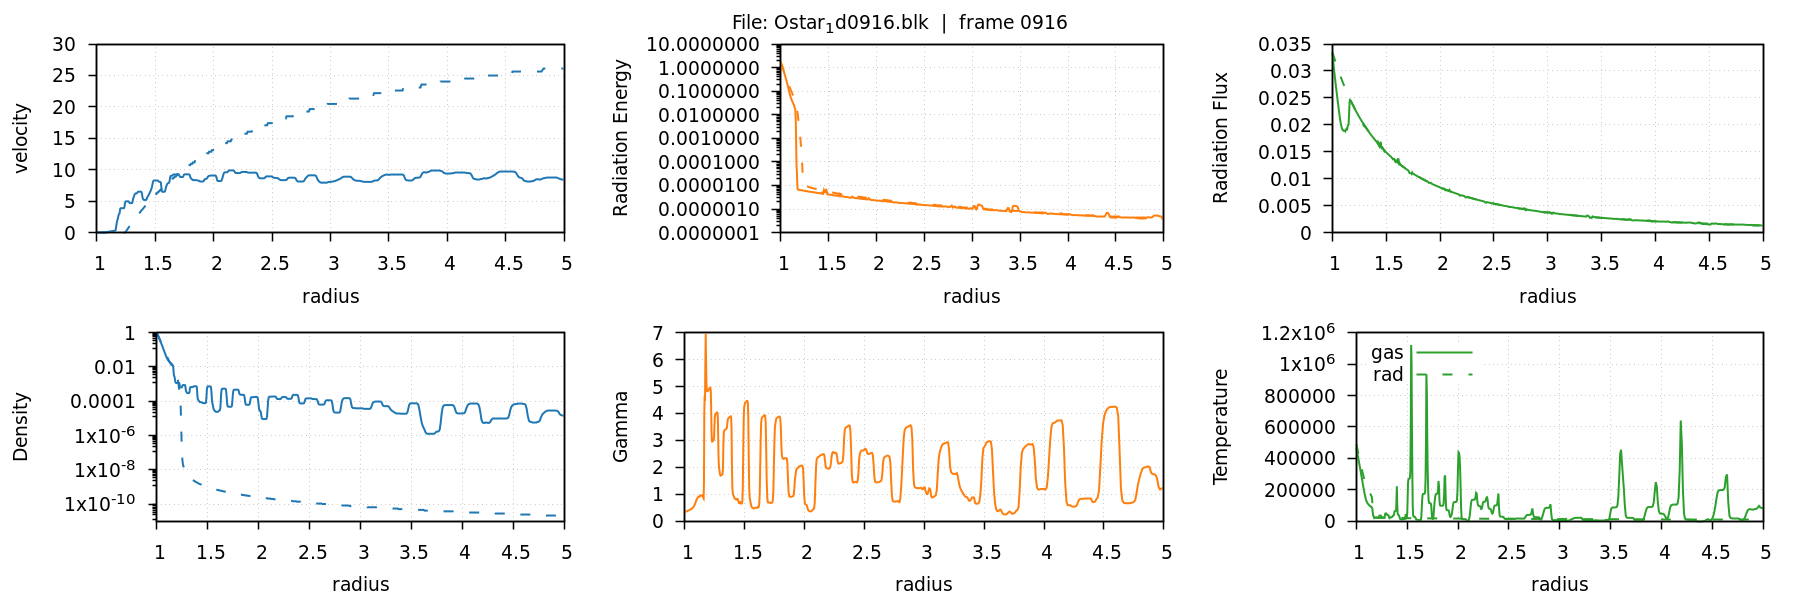 File: Ostar₁d0916.blk | frame 0916
velocity
30
25
20
15
10
5
0
1 1.5 2 2.5 3 3.5 4 4.5 5
radius
Radiation Energy
10.0000000
1.0000000
0.1000000
0.0100000
0.0010000
0.0001000
0.0000100
0.0000010
0.0000001
1 1.5 2 2.5 3 3.5 4 4.5 5
radius
Radiation Flux
0.035
0.03
0.025
0.02
0.015
0.01
0.005
0
1 1.5 2 2.5 3 3.5 4 4.5 5
radius
Density
1
0.01
0.0001
1x10⁻⁶
1x10⁻⁸
1x10⁻¹⁰
1 1.5 2 2.5 3 3.5 4 4.5 5
radius
Gamma
7
6
5
4
3
2
1
0
1 1.5 2 2.5 3 3.5 4 4.5 5
radius
Temperature
1.2x10⁶
1x10⁶
800000
600000
400000
200000
0
gas
rad
1 1.5 2 2.5 3 3.5 4 4.5 5
radius